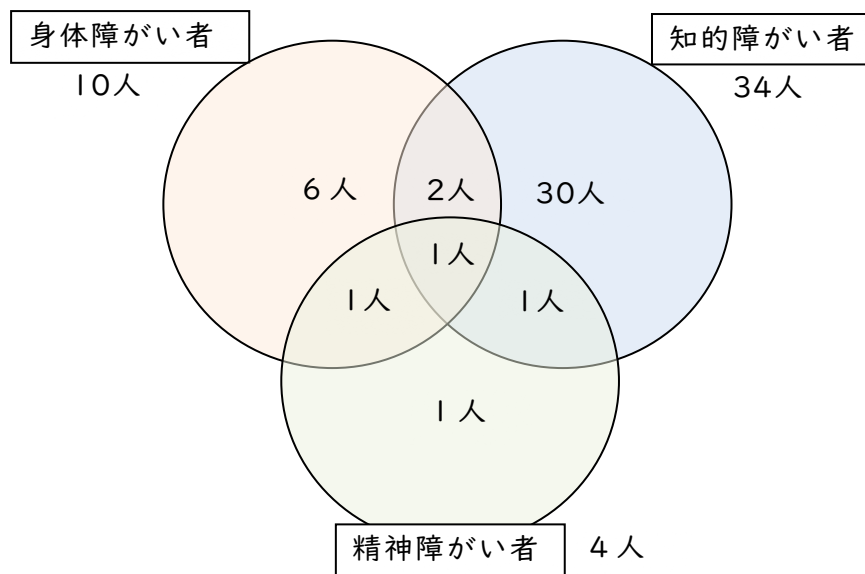 身体障がい者
10人
知的障がい者
34人
6人
2人
30人
1人
1人
1人
1人
精神障がい者
4人